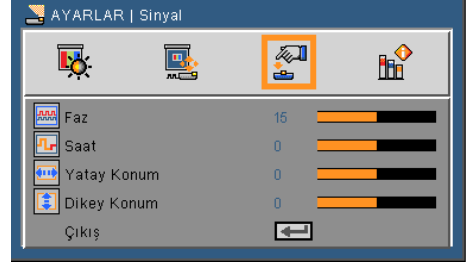 AYARLAR | Sinyal
Faz 15
Saat 0
Yatay Konum 0
Dikey Konum 0
Çıkış